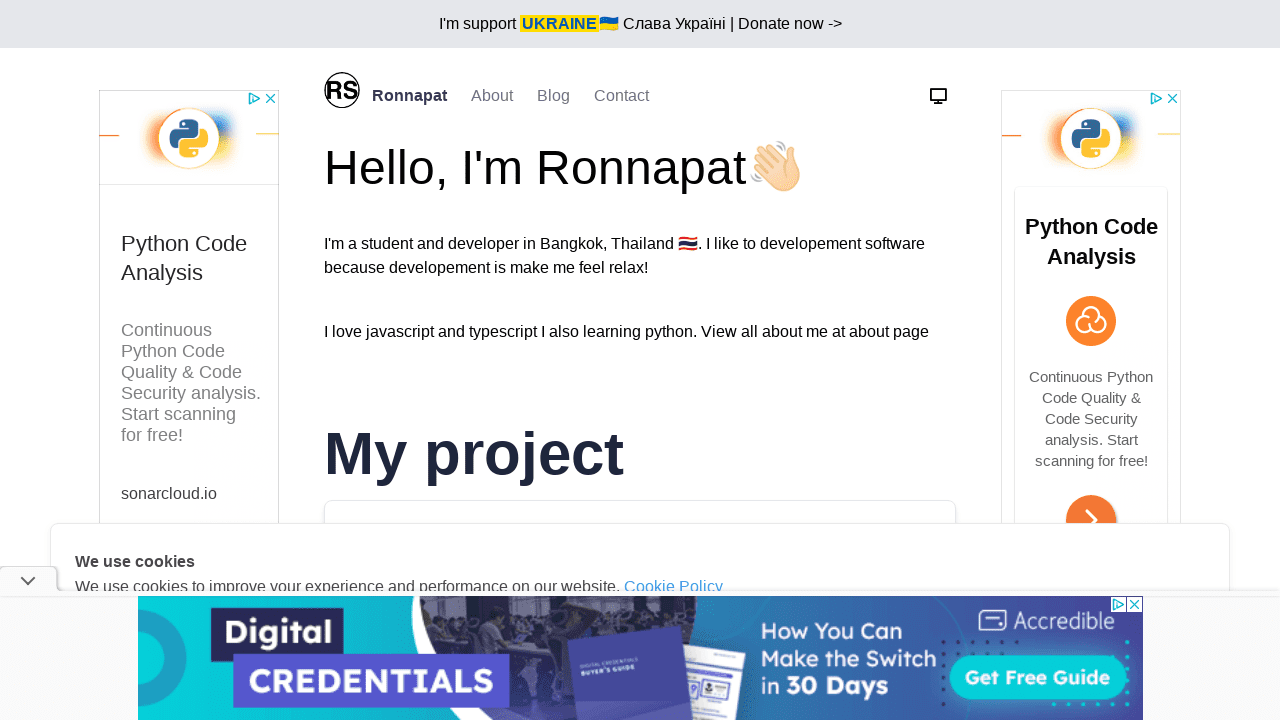 I'm support UKRAINE 🇺🇦 Слава Україні | Donate now ->
RS
Ronnapat
About
Blog
Contact
Hello, I'm Ronnapat👋🏻
I'm a student and developer in Bangkok, Thailand 🇹🇭. I like to developement software
because developement is make me feel relax!
I love javascript and typescript I also learning python. View all about me at about page
My project
Python Code
Analysis
Continuous
Python Code
Quality & Code
Security analysis.
Start scanning
for free!
sonarcloud.io
Python Code
Analysis
Continuous Python
Code Quality &
Code Security
analysis. Start
scanning for free!
We use cookies
We use cookies to improve your experience and performance on our website. Cookie Policy
Digital
CREDENTIALS
DIGITAL CREDENTIALS
BUYER'S GUIDE
How You Can
Make the Switch
in 30 Days
Accredible
Get Free Guide